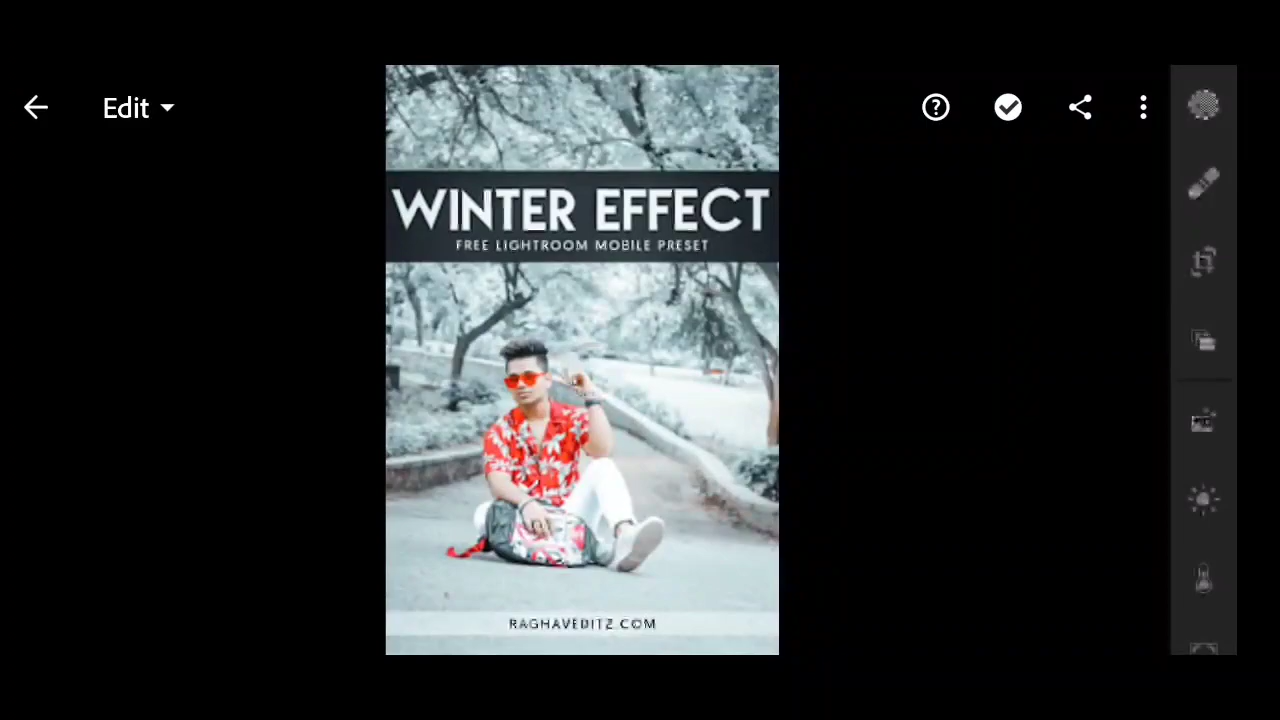 Edit
WINTER EFFECT
FREE LIGHTROOM MOBILE PRESET
RAGHAVEDITZ.COM